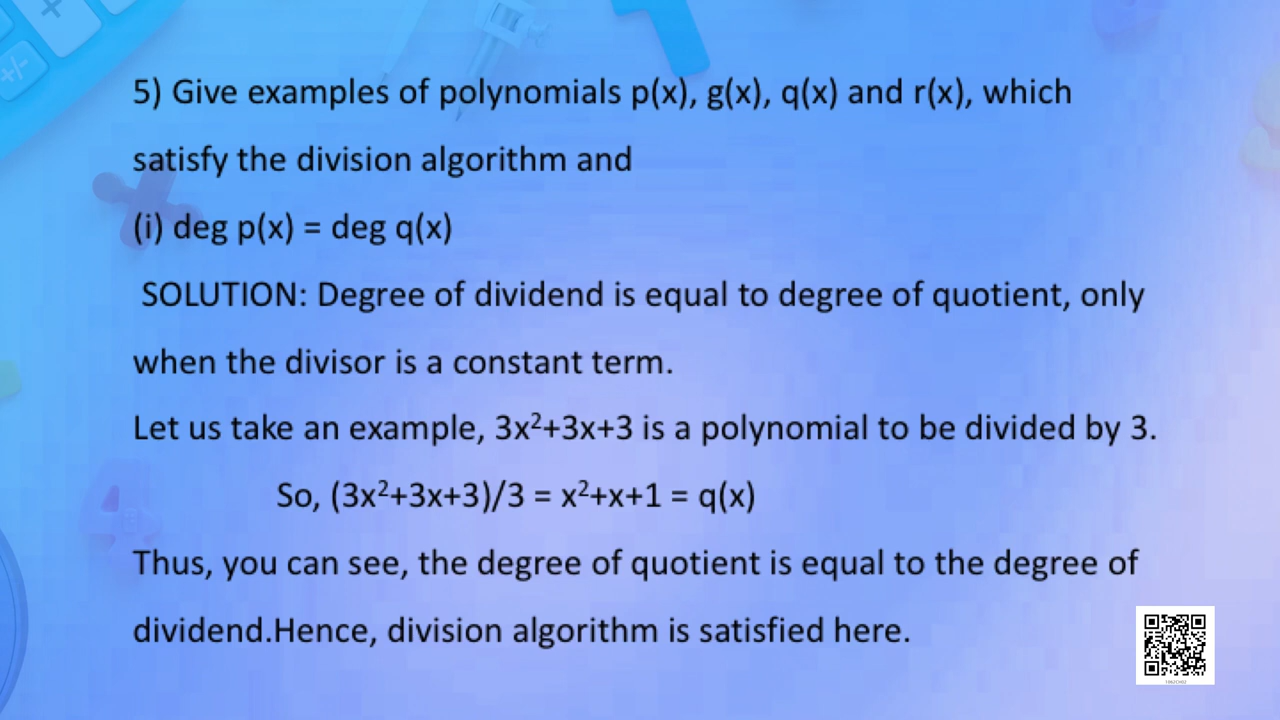 5) Give examples of polynomials p(x), g(x), q(x) and r(x), which
satisfy the division algorithm and
(i) deg p(x) = deg q(x)
SOLUTION: Degree of dividend is equal to degree of quotient, only
when the divisor is a constant term.
Let us take an example, 3x²+3x+3 is a polynomial to be divided by 3.
So, (3x²+3x+3)/3 = x²+x+1 = q(x)
Thus, you can see, the degree of quotient is equal to the degree of
dividend.Hence, division algorithm is satisfied here.